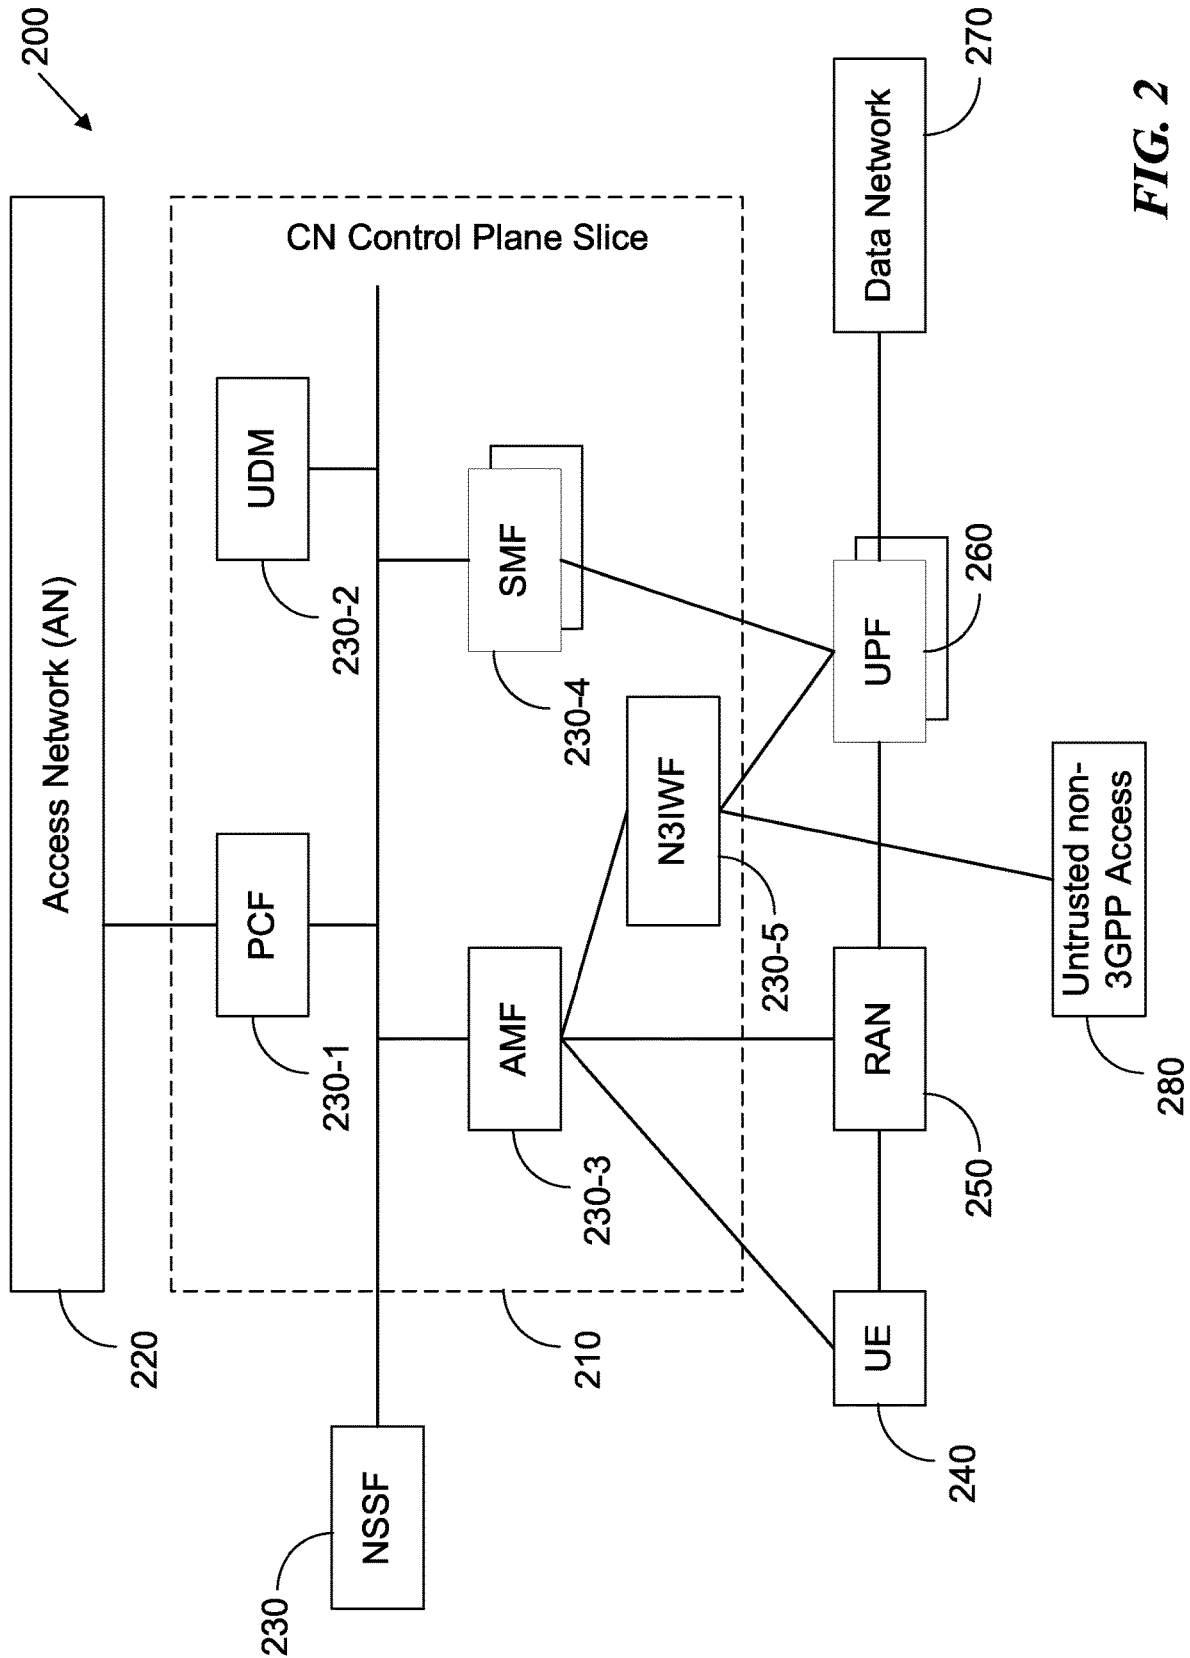 200
Access Network (AN)
220
CN Control Plane Slice
PCF
230-1
UDM
230-2
NSSF
230
AMF
230-3
SMF
230-4
N3IWF
230-5
210
UE
240
RAN
250
UPF
260
Data Network
270
Untrusted non-
3GPP Access
280
FIG. 2